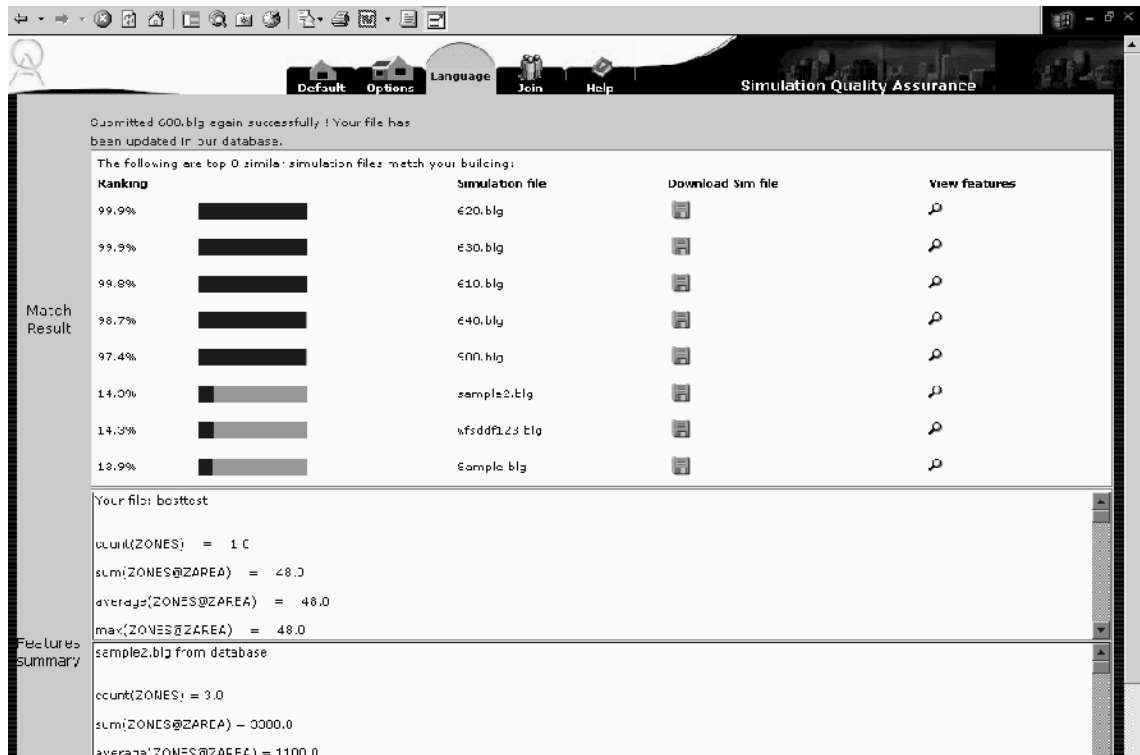 Default Options Language Join Help Simulation Quality Assurance
Submitted 600.blg again successfully ! Your file has
been updated in our database.
The following are top 0 similar simulation files match your building:
Ranking Simulation file Download Sim file View features
99.9% 620.blg
99.9% 630.blg
99.8% 610.blg
98.7% 640.blg
97.4% 900.blg
14.3% sample2.blg
14.3% wfsddf123.blg
13.9% Sample.blg
Match
Result
Your file: besttest
count(ZONES) = 1.0
sum(ZONES@ZAREA) = 48.0
average(ZONES@ZAREA) = 48.0
max(ZONES@ZAREA) = 48.0
Features
summary
sample2.blg from database
count(ZONES) = 3.0
sum(ZONES@ZAREA) = 3300.0
average(ZONES@ZAREA) = 1100.0